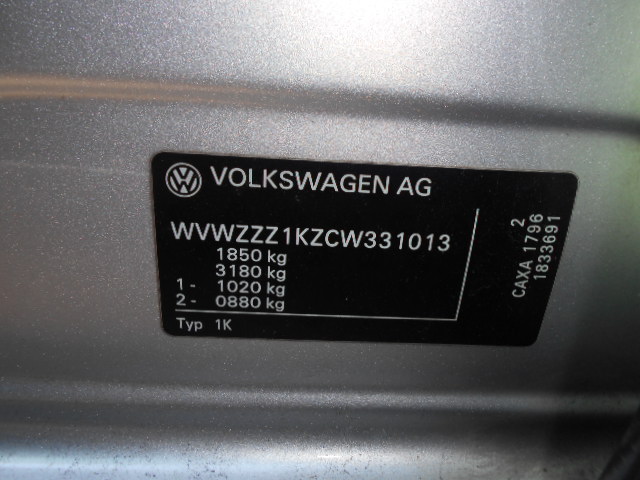 VOLKSWAGEN AG
WVWZZZ1KZCW331013
1850 kg
3180 kg
1 - 1020 kg
2 - 0880 kg
Typ 1K
2
CAXA 1796
1833691